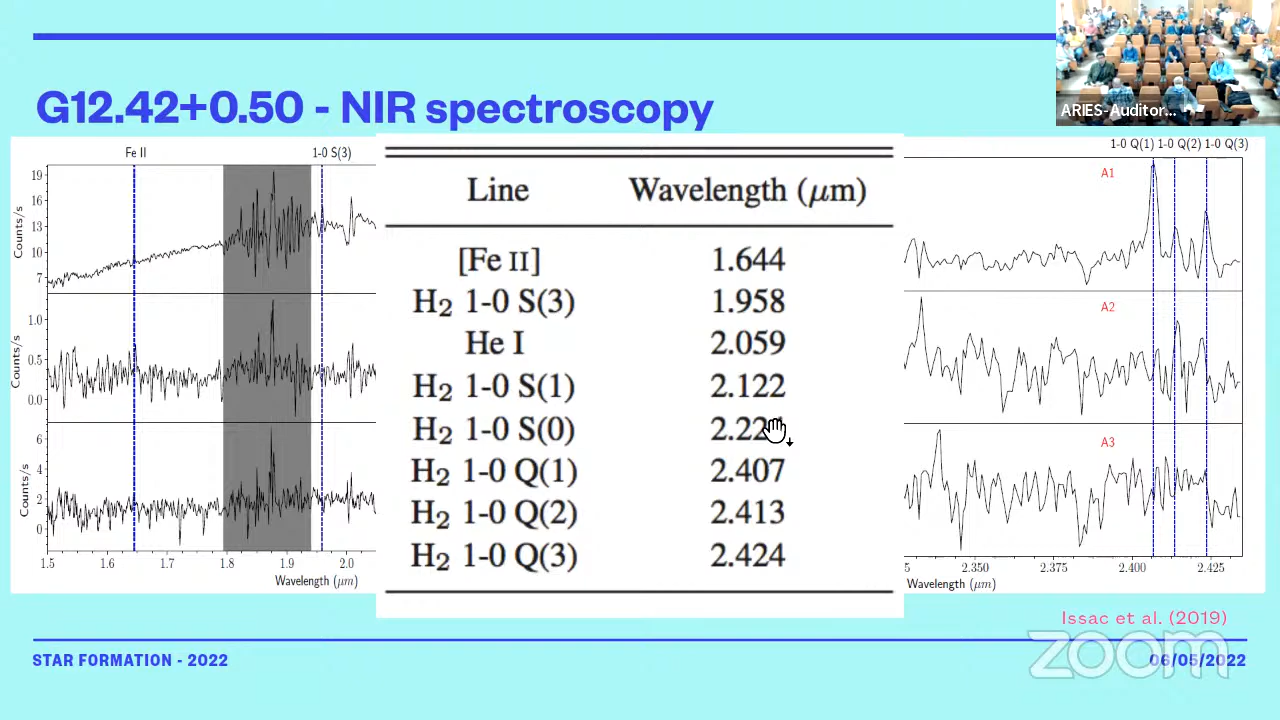 ARIES-Auditor...
G12.42+0.50 - NIR spectroscopy
Fe II
1-0 S(3)
Counts/s
19
16
13
10
7
Counts/s
1.0
0.5
0.0
Counts/s
6
4
2
0
1.5 1.6 1.7 1.8 1.9 2.0
Wavelength (μm)
Line Wavelength (μm)
[Fe II] 1.644
H2 1-0 S(3) 1.958
He I 2.059
H2 1-0 S(1) 2.122
H2 1-0 S(0)
H2 1-0 Q(1) 2.407
H2 1-0 Q(2) 2.413
H2 1-0 Q(3) 2.424
1-0 Q(1) 1-0 Q(2) 1-0 Q(3)
A1
A2
A3
2.350 2.375 2.400 2.425
Wavelength (μm)
Issac et al. (2019)
STAR FORMATION - 2022
06/05/2022
zoom